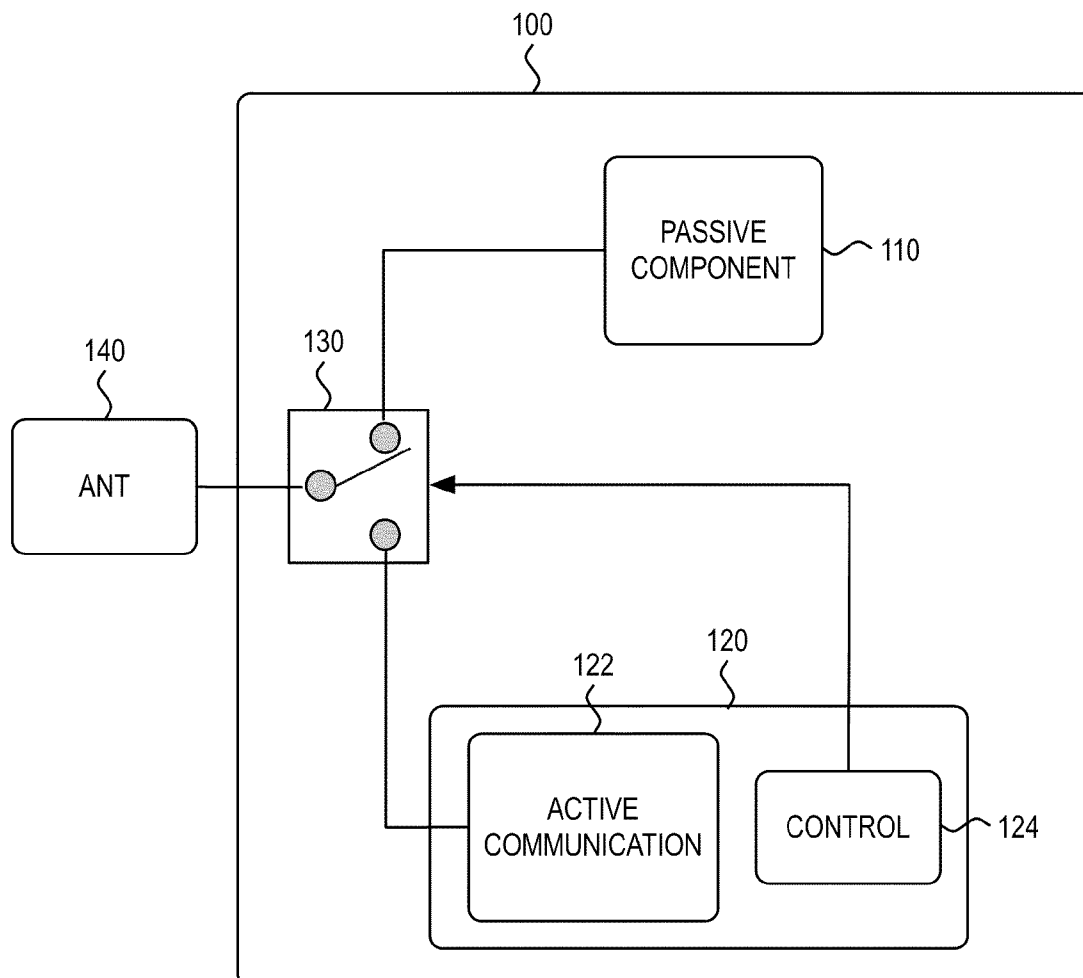 100
PASSIVE
COMPONENT
110
130
140
ANT
120
122
ACTIVE
COMMUNICATION
CONTROL
124